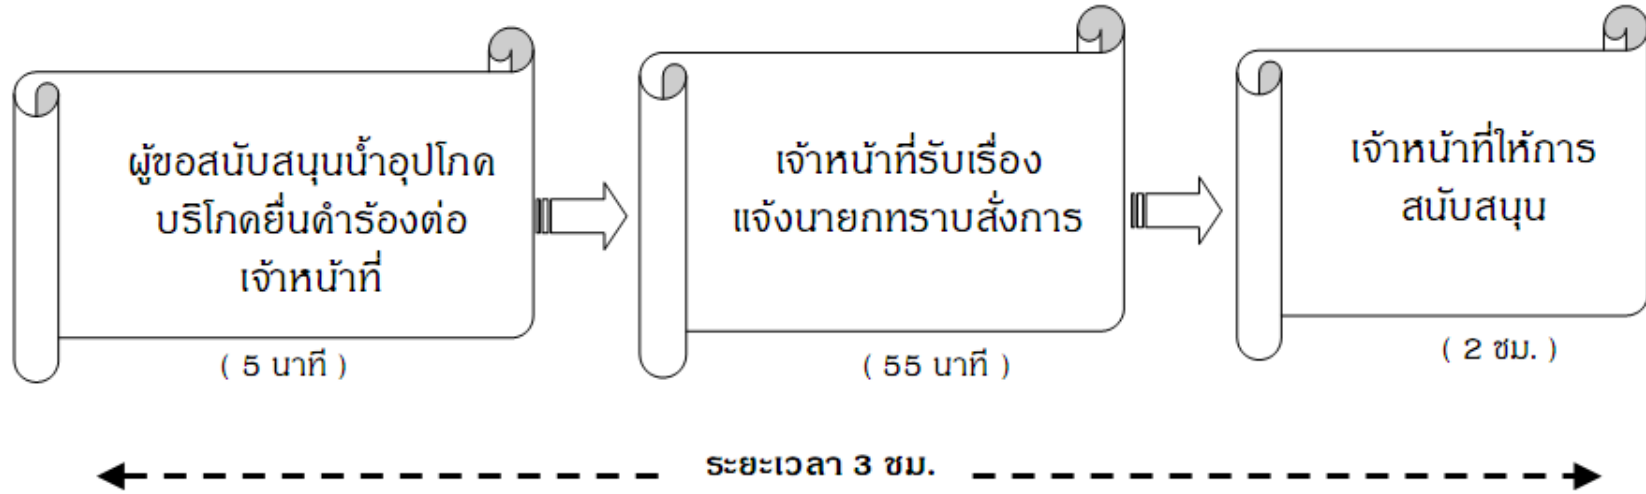 ผู้ขอสนับสนุนน้ำอุปโภค
บริโภคยื่นคำร้องต่อ
เจ้าหน้าที่
( 5 นาที )
เจ้าหน้าที่รับเรื่อง
แจ้งนายกทราบสั่งการ
( 55 นาที )
เจ้าหน้าที่ให้การ
สนับสนุน
( 2 ชม. )
ระยะเวลา 3 ชม.